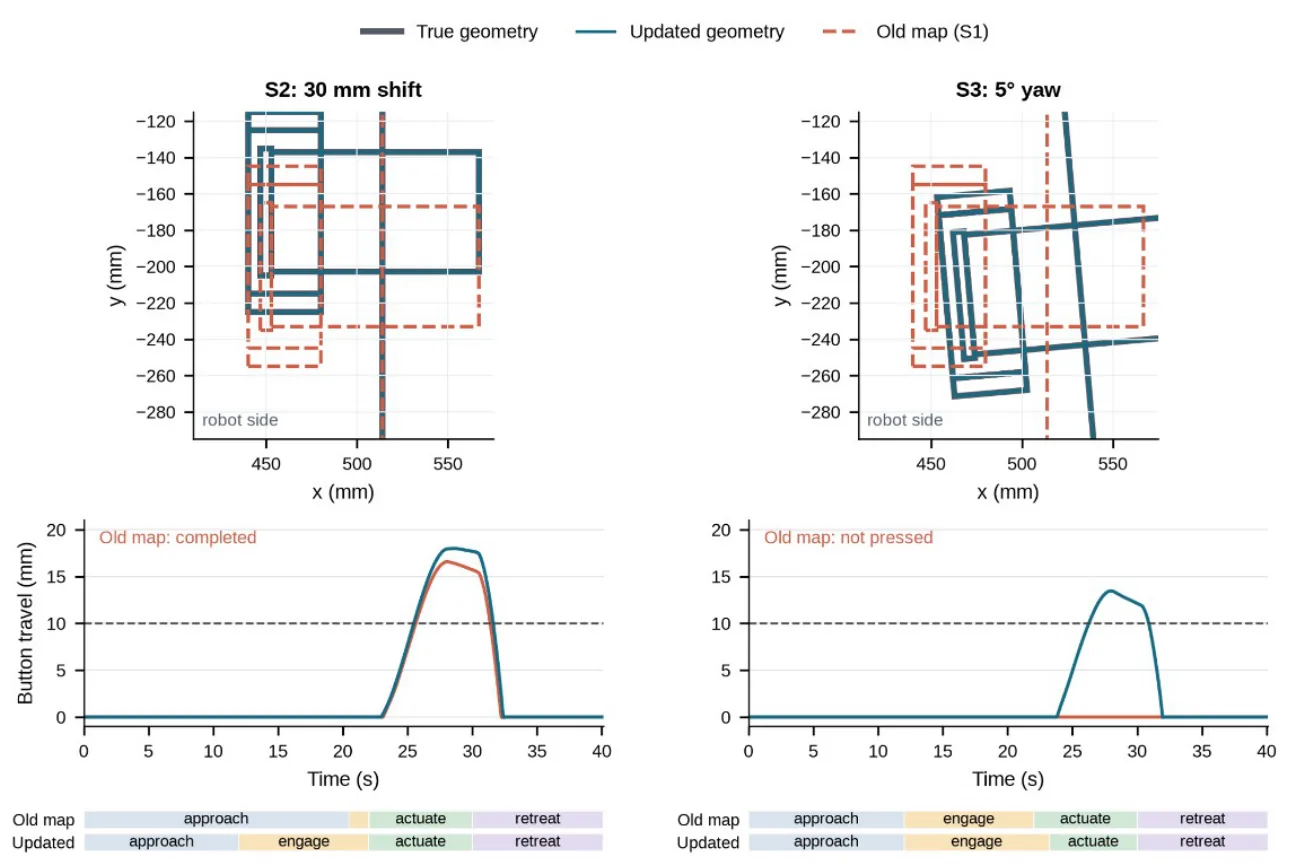 True geometry
Updated geometry
Old map (S1)
S2: 30 mm shift
−120
−140
−160
−180
−200
−220
−240
−260
−280
y (mm)
robot side
450
500
550
x (mm)
S3: 5° yaw
−120
−140
−160
−180
−200
−220
−240
−260
−280
y (mm)
robot side
450
500
550
x (mm)
20
15
10
5
0
Button travel (mm)
Old map: completed
0
5
10
15
20
25
30
35
40
Time (s)
20
15
10
5
0
Old map: not pressed
0
5
10
15
20
25
30
35
40
Time (s)
Old map approach actuate retreat
Updated approach engage actuate retreat
Old map approach engage actuate retreat
Updated approach engage actuate retreat